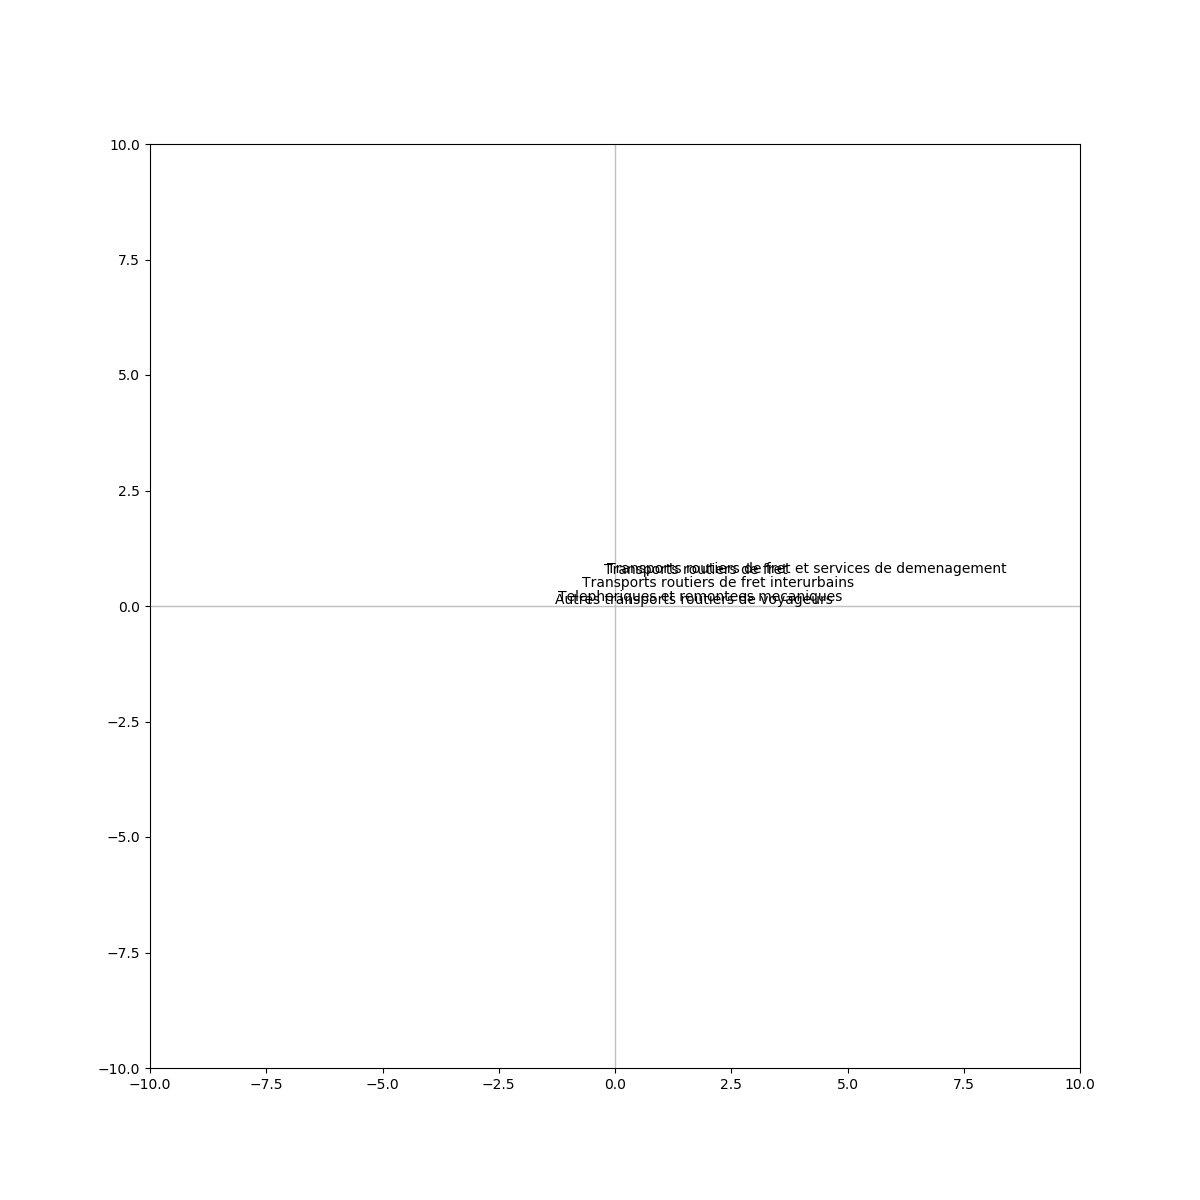 10.0
7.5
5.0
2.5
Transports routiers de fret et services de demenagement
Transports routiers de fret
Transports routiers de fret interurbains
Telepheriques et remontees mecaniques
Autres transports routiers de voyageurs
0.0
−2.5
−5.0
−7.5
−10.0
−10.0 −7.5 −5.0 −2.5 0.0 2.5 5.0 7.5 10.0